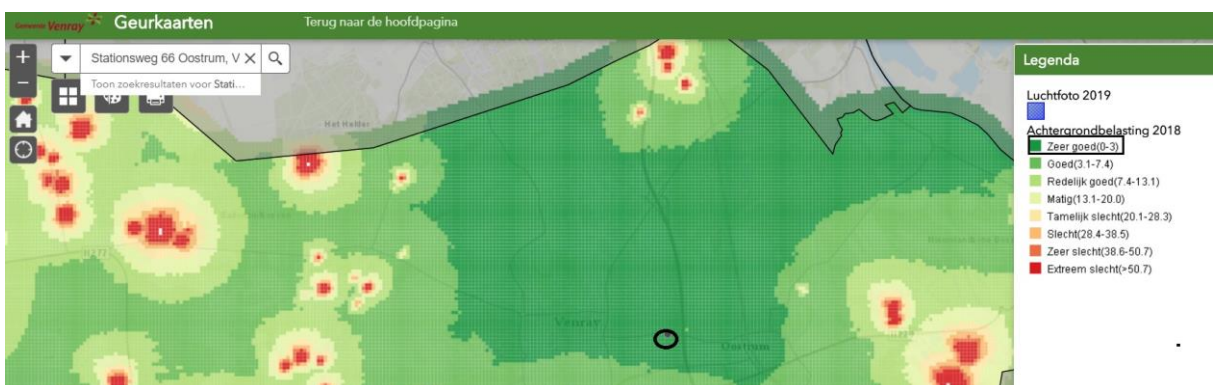 Gemeente Venray
Geurkaarten
Terug naar de hoofdpagina
+
Stationsweg 66 Oostrum, V
−
Toon zoekresultaten voor Stati...
Het Helder
Venray
Oostrum
Legenda
Luchtfoto 2019
Achtergrondbelasting 2018
Zeer goed(0-3)
Goed(3.1-7.4)
Redelijk goed(7.4-13.1)
Matig(13.1-20.0)
Tamelijk slecht(20.1-28.3)
Slecht(28.4-38.5)
Zeer slecht(38.6-50.7)
Extreem slecht(>50.7)